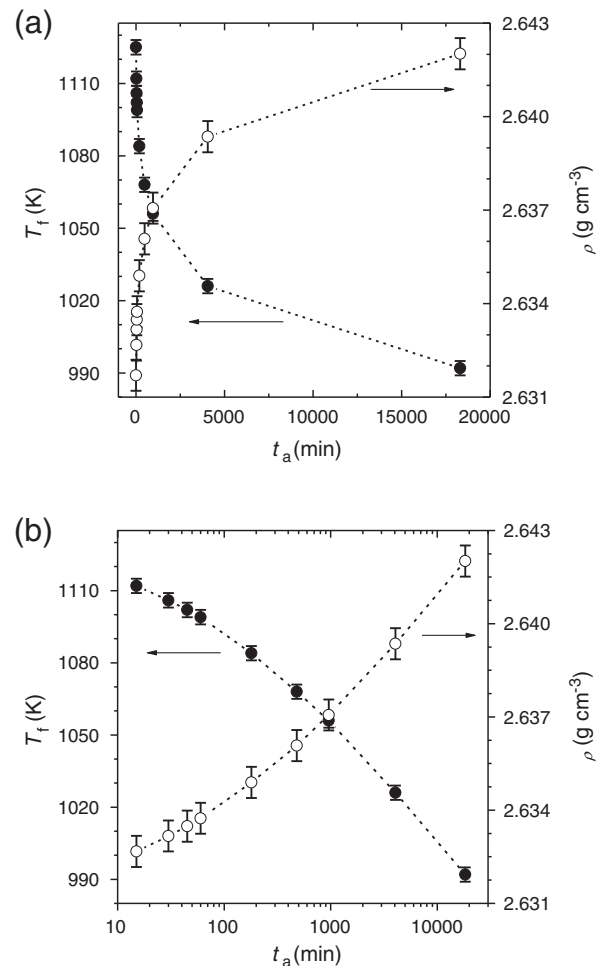 (a)
1110
1080
1050
1020
990
T_f (K)
2.643
2.640
2.637
2.634
2.631
ρ (g cm⁻³)
0 5000 10000 15000 20000
t_a (min)
(b)
1110
1080
1050
1020
990
T_f (K)
2.643
2.640
2.637
2.634
2.631
ρ (g cm⁻³)
10 100 1000 10000
t_a (min)